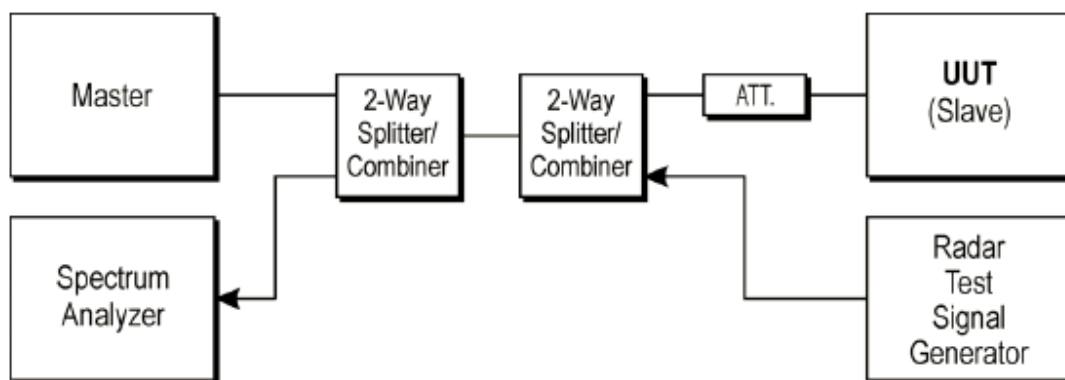 Master
2-Way
Splitter/
Combiner
2-Way
Splitter/
Combiner
ATT.
UUT
(Slave)
Spectrum
Analyzer
Radar
Test
Signal
Generator